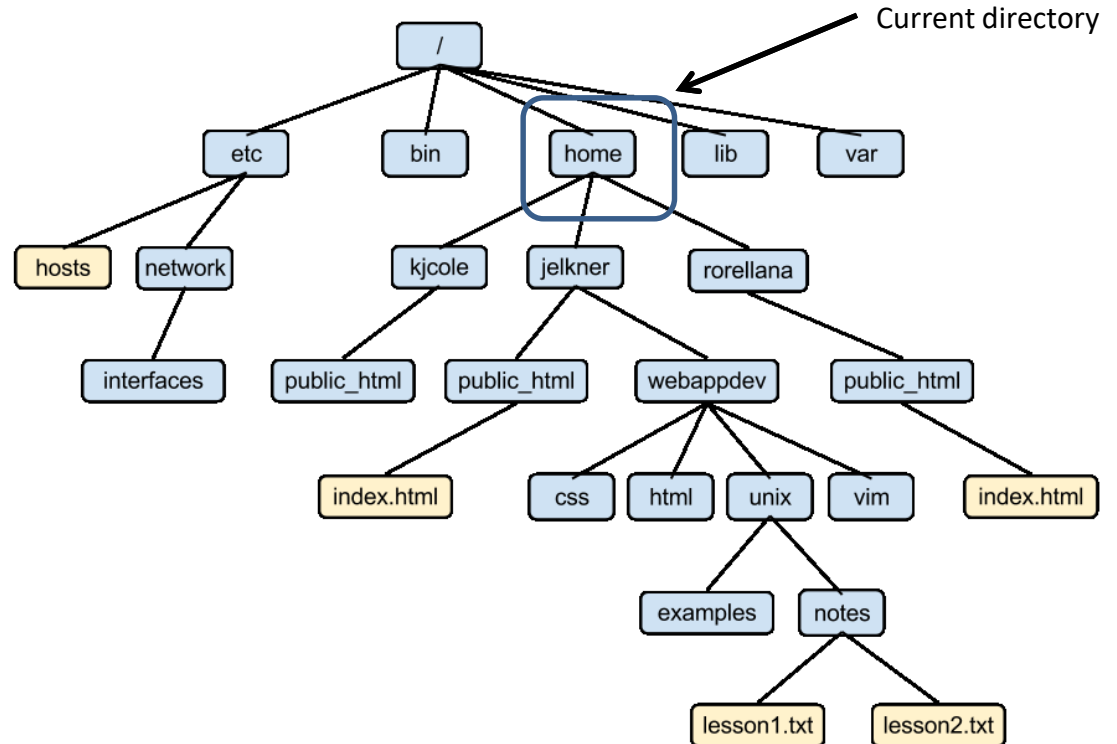 Current directory
/
etc
bin
home
lib
var
hosts
network
kjcole
jelkner
rorellana
interfaces
public_html
public_html
webappdev
public_html
index.html
css
html
unix
vim
index.html
examples
notes
lesson1.txt
lesson2.txt